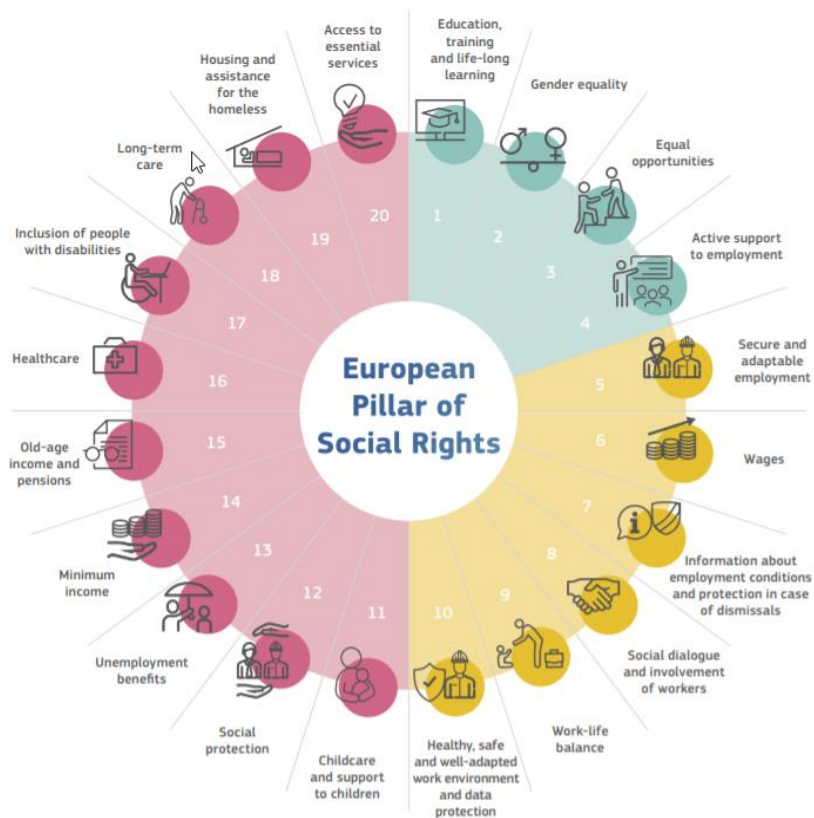 European
Pillar of
Social Rights
1
Education,
training
and life-long
learning
2
Gender equality
3
Equal
opportunities
4
Active support
to employment
5
Secure and
adaptable
employment
6
Wages
7
Information about
employment conditions
and protection in case
of dismissals
8
Social dialogue
and involvement
of workers
9
Work-life
balance
10
Healthy, safe
and well-adapted
work environment
and data
protection
11
Childcare
and support
to children
12
Social
protection
13
Unemployment
benefits
14
Minimum
income
15
Old-age
income and
pensions
16
Healthcare
17
Inclusion of people
with disabilities
18
Long-term
care
19
Housing and
assistance
for the
homeless
20
Access to
essential
services